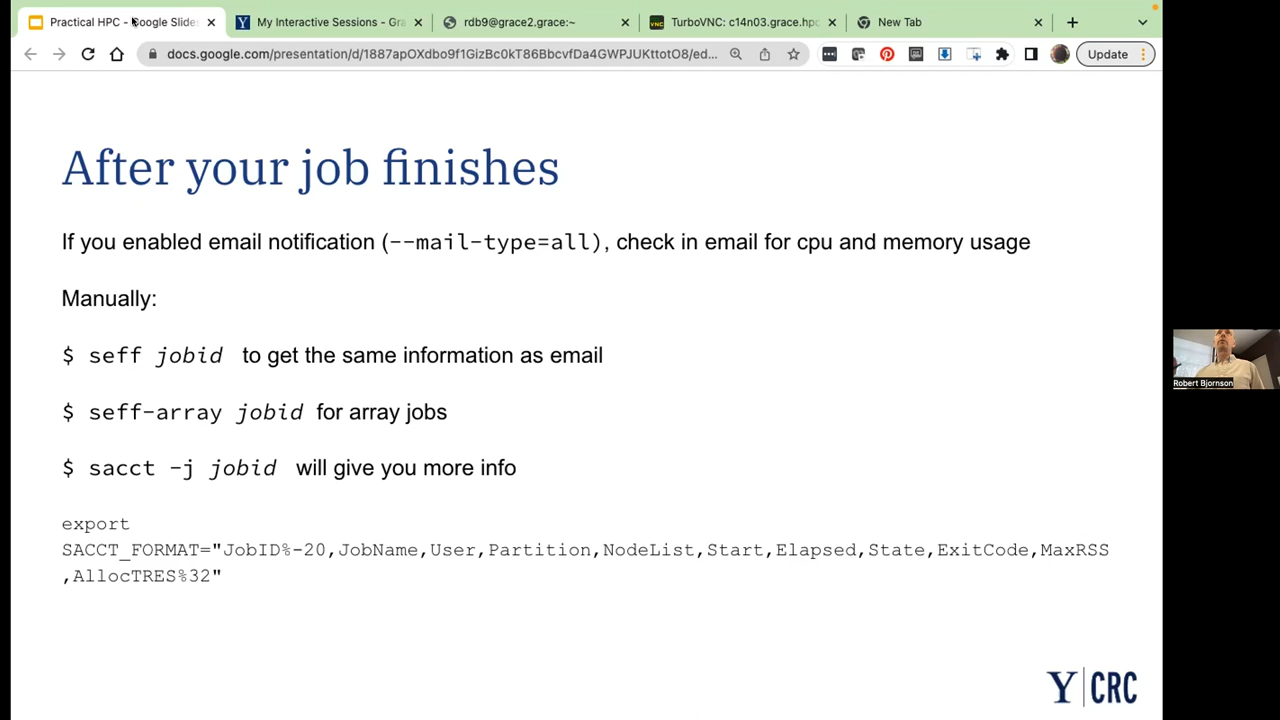 Practical HPC - Google Slides
My Interactive Sessions - Gra
rdb9@grace2.grace:~
TurboVNC: c14n03.grace.hpc
New Tab
docs.google.com/presentation/d/1887apOXdbo9f1GizBc0kT86BbcvfDa4GWPJUKttotO8/ed...
Update
After your job finishes
If you enabled email notification (--mail-type=all), check in email for cpu and memory usage
Manually:
$ seff jobid to get the same information as email
$ seff-array jobid for array jobs
$ sacct -j jobid will give you more info
export
SACCT_FORMAT="JobID%-20,JobName,User,Partition,NodeList,Start,Elapsed,State,ExitCode,MaxRSS
,AllocTRES%32"
Robert Bjornson
Y CRC